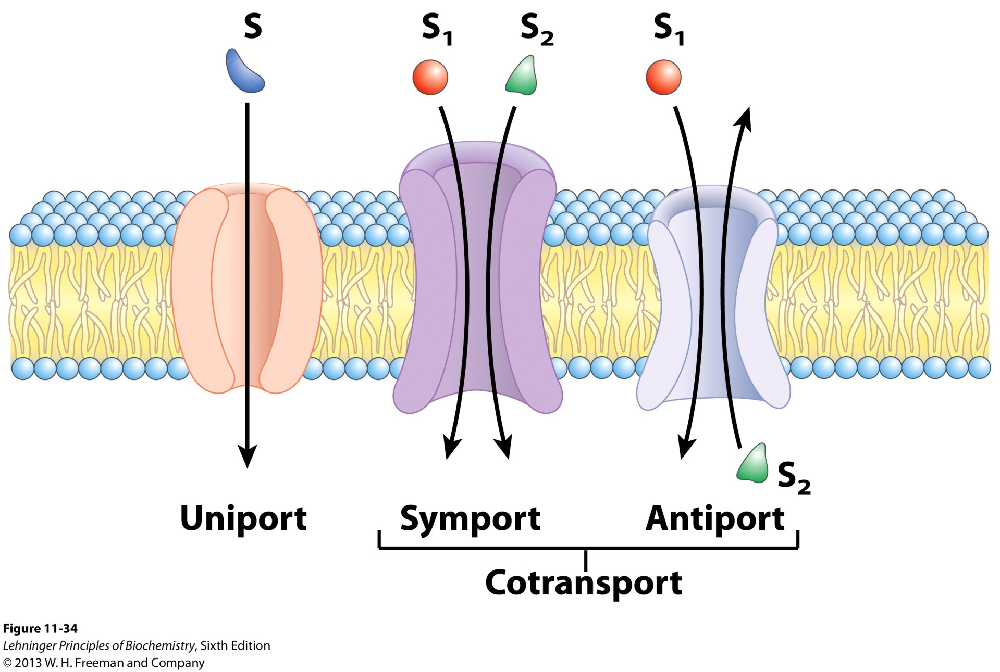 S
S₁
S₂
S₁
S₂
Uniport
Symport
Antiport
Cotransport
Figure 11-34
Lehninger Principles of Biochemistry, Sixth Edition
© 2013 W. H. Freeman and Company